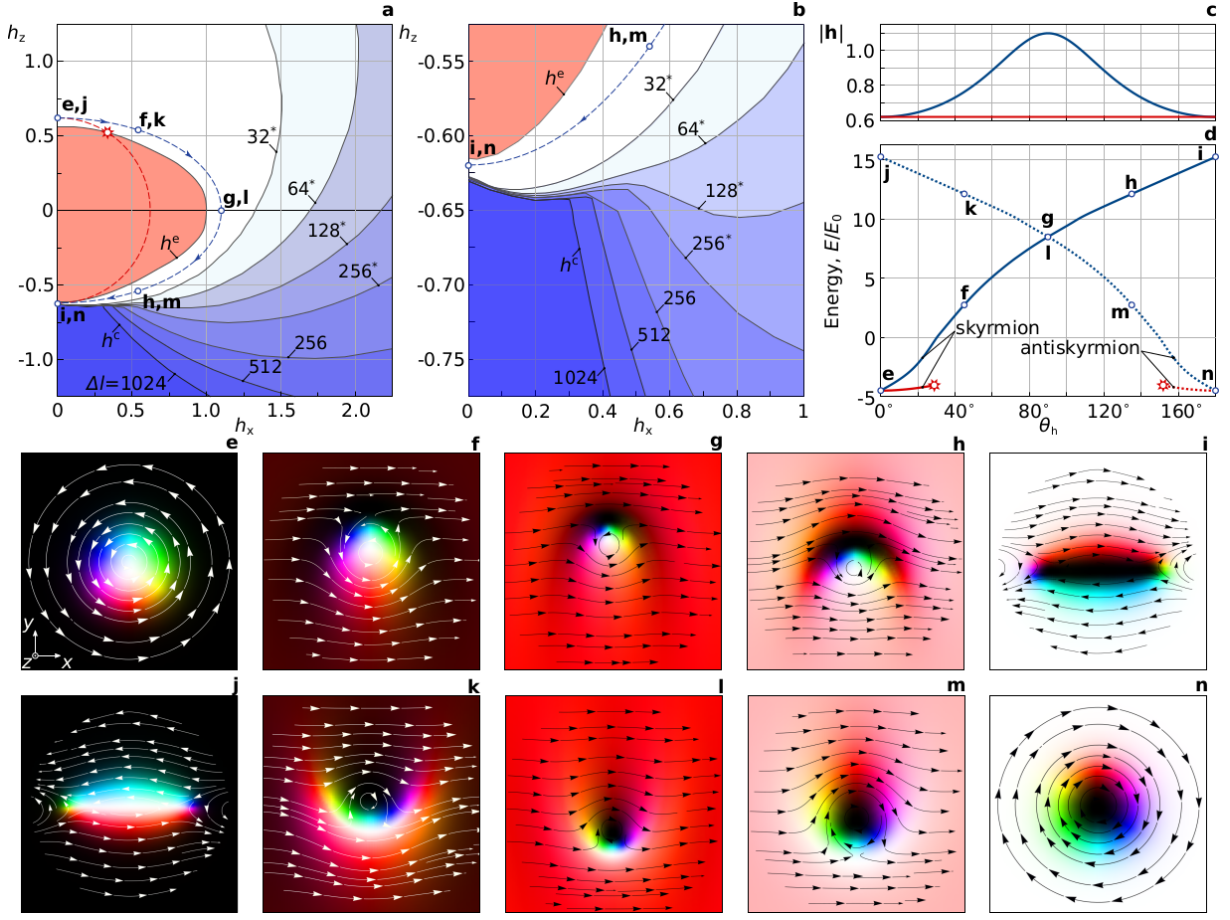 a
h_z
1.0
0.5
0
-0.5
-1.0
e,j
f,k
g,l
h,m
i,n
h^e
h^c
32*
64*
128*
256*
256
512
Δl=1024
0
0.5
1.0
1.5
2.0
h_x
b
h_z
-0.55
-0.60
-0.65
-0.70
-0.75
h,m
h^e
i,n
32*
64*
128*
256*
h^c
256
512
1024
0
0.2
0.4
0.6
0.8
1
h_x
c
|h|
1.0
0.8
0.6
d
Energy, E/E_0
15
10
5
0
-5
j
k
g
l
h
i
f
m
skyrmion
antiskyrmion
e
n
0°
40°
80°
120°
160°
θ_h
e
f
g
h
i
y
z
x
j
k
l
m
n